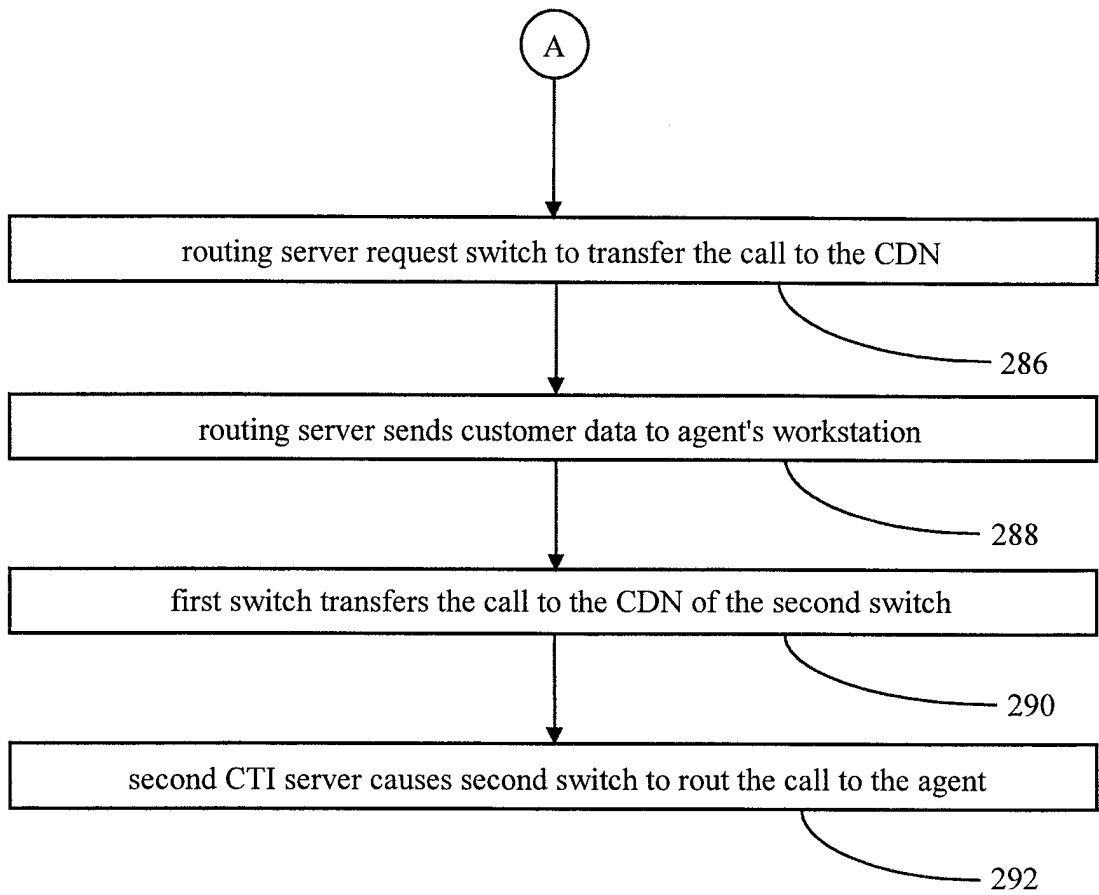 A
routing server request switch to transfer the call to the CDN
286
routing server sends customer data to agent's workstation
288
first switch transfers the call to the CDN of the second switch
290
second CTI server causes second switch to rout the call to the agent
292